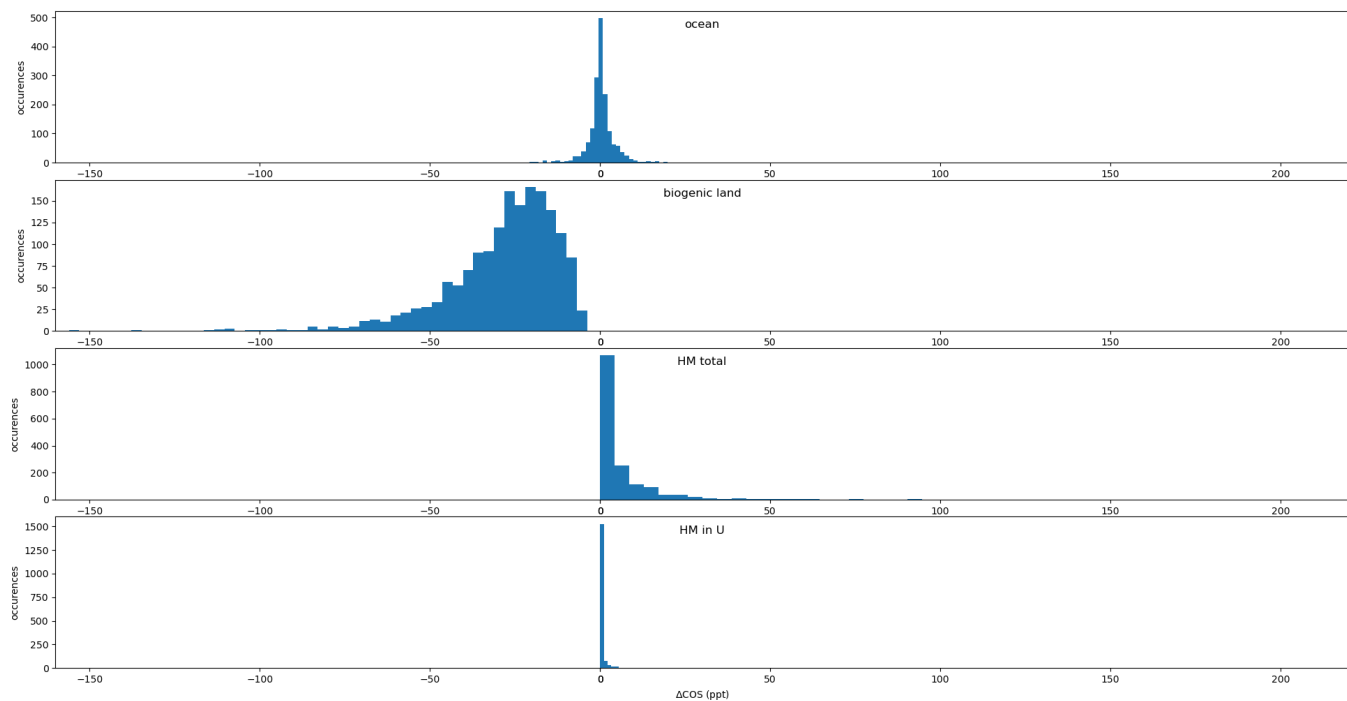 ocean
occurences
500
400
300
200
100
0
−150 −100 −50 0 50 100 150 200
biogenic land
occurences
150
125
100
75
50
25
0
−150 −100 −50 0 50 100 150 200
HM total
occurences
1000
800
600
400
200
0
−150 −100 −50 0 50 100 150 200
HM in U
occurences
1500
1250
1000
750
500
250
0
−150 −100 −50 0 50 100 150 200
ΔCOS (ppt)